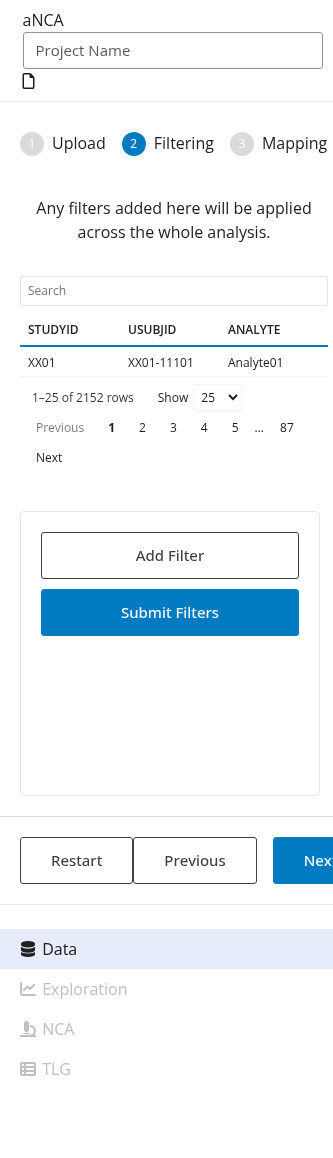 aNCA
Project Name
1 Upload 2 Filtering 3 Mapping
Any filters added here will be applied
across the whole analysis.
Search
STUDYID USUBJID ANALYTE
XX01 XX01-11101 Analyte01
1–25 of 2152 rows Show 25
Previous 1 2 3 4 5 ... 87
Next
Add Filter
Submit Filters
Restart Previous Next
Data
Exploration
NCA
TLG